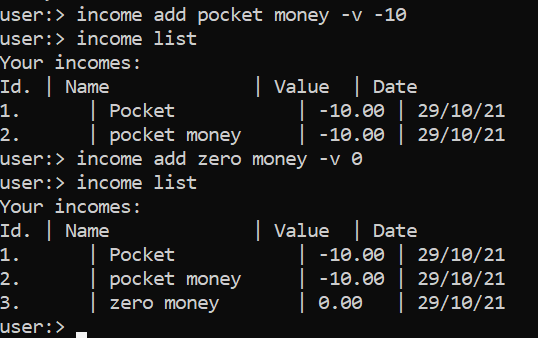 user:> income add pocket money -v -10
user:> income list
Your incomes:
Id. | Name            | Value  | Date
1.      | Pocket          | -10.00 | 29/10/21
2.      | pocket money    | -10.00 | 29/10/21
user:> income add zero money -v 0
user:> income list
Your incomes:
Id. | Name            | Value  | Date
1.      | Pocket          | -10.00 | 29/10/21
2.      | pocket money    | -10.00 | 29/10/21
3.      | zero money      | 0.00   | 29/10/21
user:>